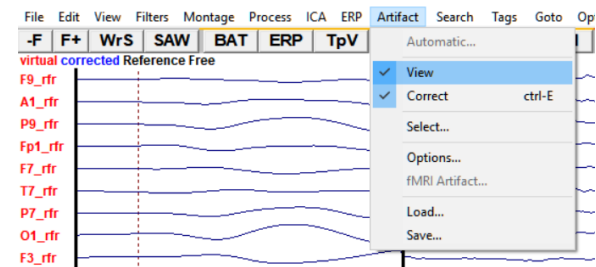 File Edit View Filters Montage Process ICA ERP Artifact Search Tags Goto
-F F+ WrS SAW BAT ERP TpV
Automatic...
virtual corrected Reference Free
View
F9_rfr
Correct ctrl-E
A1_rfr
P9_rfr
Select...
Fp1_rfr
Options...
F7_rfr
fMRI Artifact...
T7_rfr
P7_rfr
Load...
O1_rfr
Save...
F3_rfr